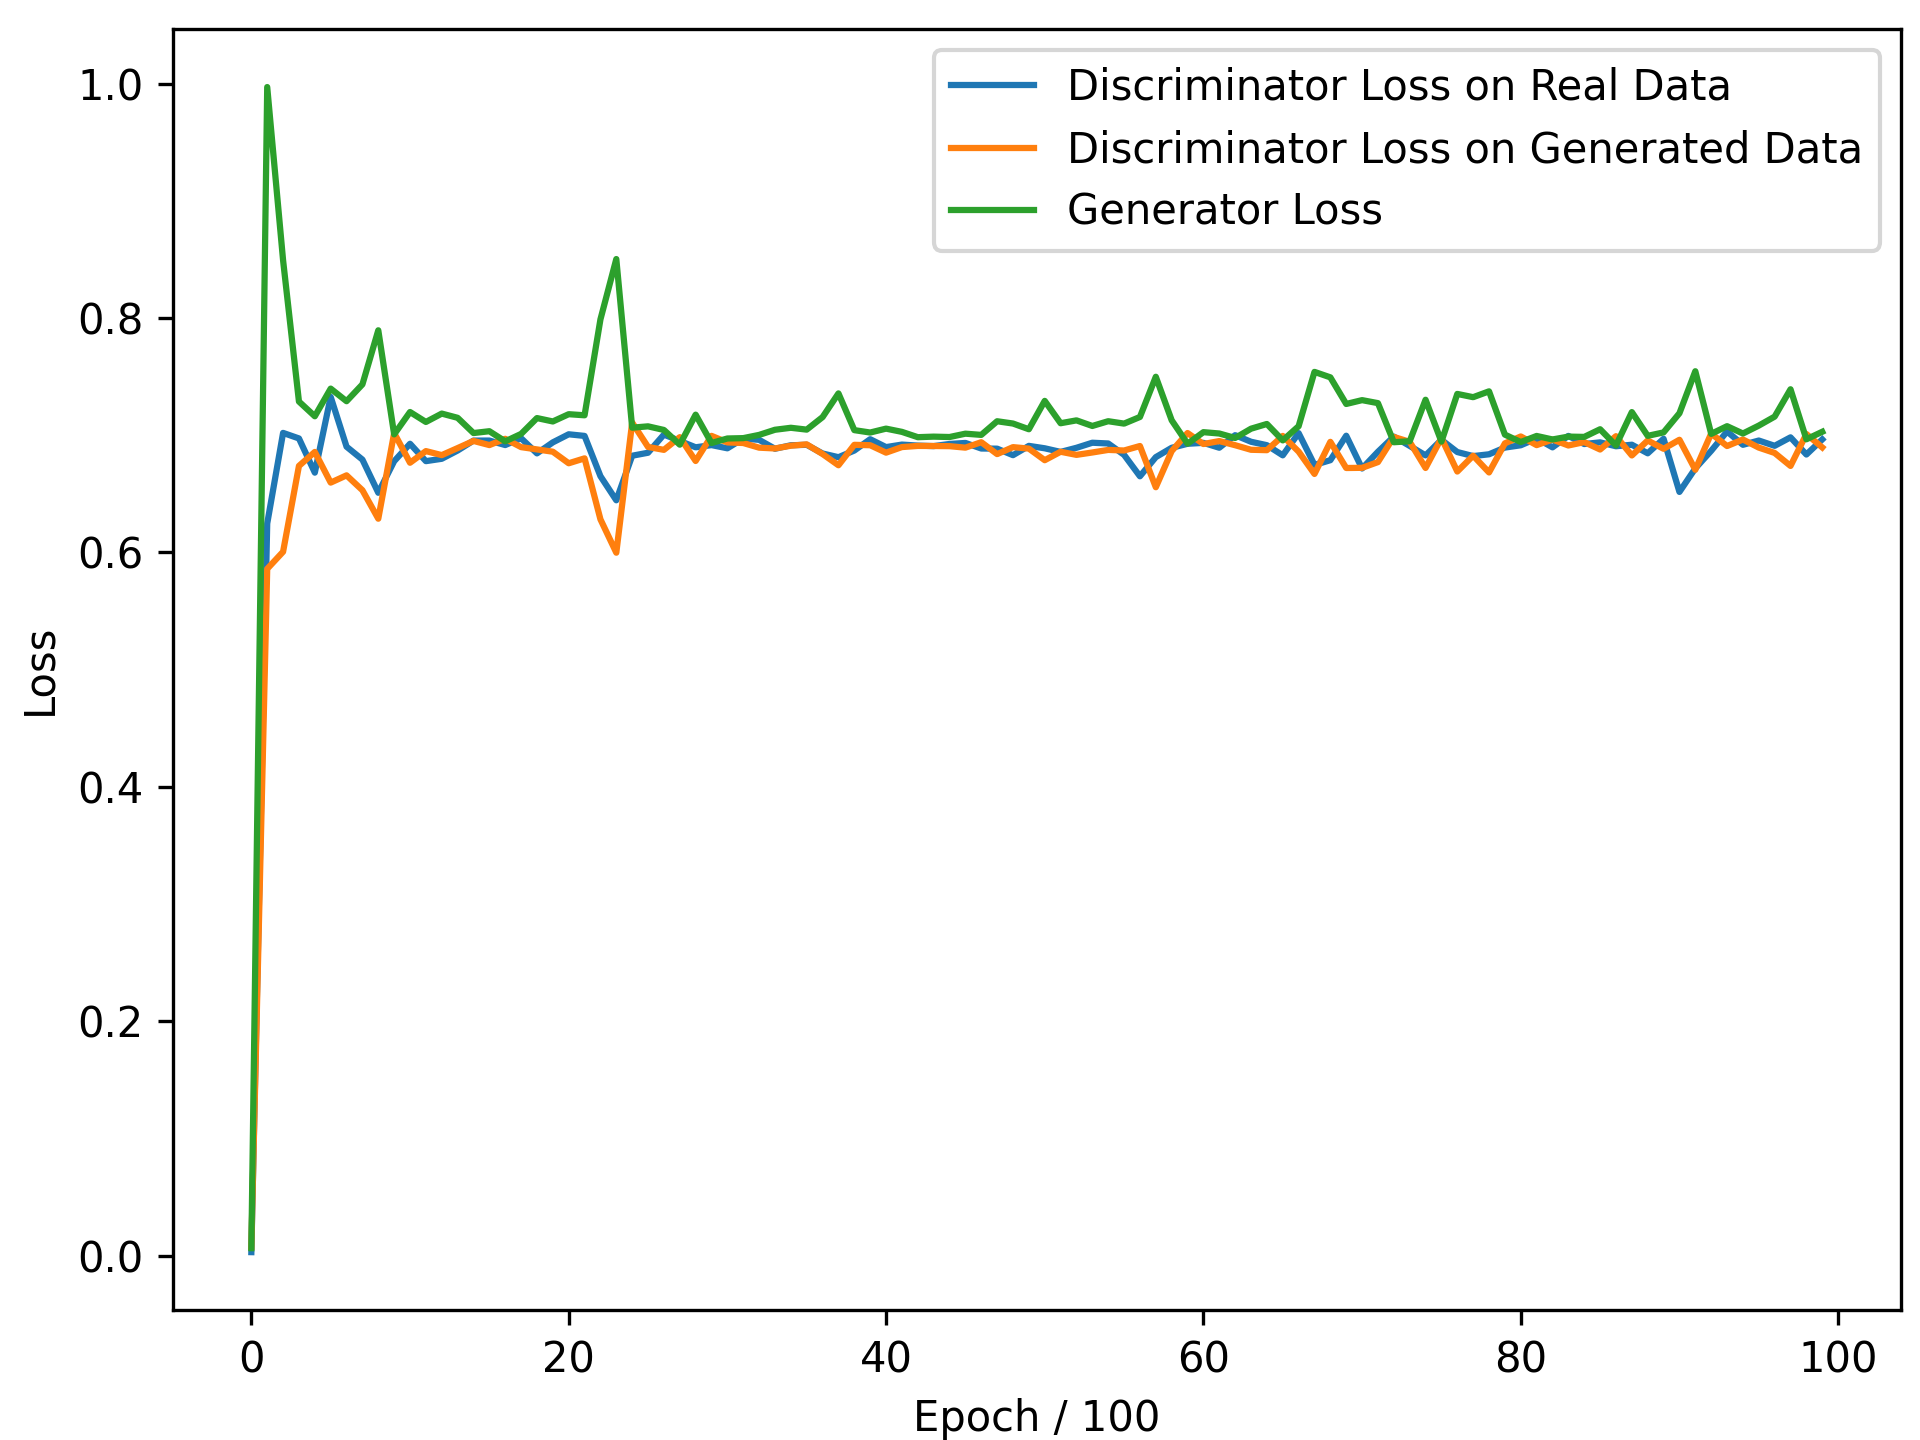 1.0
0.8
0.6
0.4
0.2
0.0
Loss
Discriminator Loss on Real Data
Discriminator Loss on Generated Data
Generator Loss
0 20 40 60 80 100
Epoch / 100